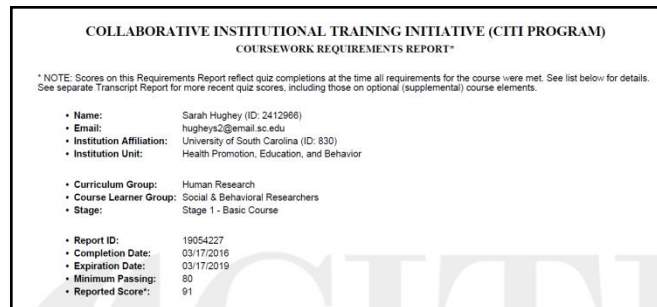 COLLABORATIVE INSTITUTIONAL TRAINING INITIATIVE (CITI PROGRAM)
COURSEWORK REQUIREMENTS REPORT*
* NOTE: Scores on this Requirements Report reflect quiz completions at the time all requirements for the course were met. See list below for details.
See separate Transcript Report for more recent quiz scores, including those on optional (supplemental) course elements.
• Name: Sarah Hughey (ID: 2412966)
• Email: hugheys2@email.sc.edu
• Institution Affiliation: University of South Carolina (ID: 830)
• Institution Unit: Health Promotion, Education, and Behavior
• Curriculum Group: Human Research
• Course Learner Group: Social & Behavioral Researchers
• Stage: Stage 1 - Basic Course
• Report ID: 19054227
• Completion Date: 03/17/2016
• Expiration Date: 03/17/2019
• Minimum Passing: 80
• Reported Score*: 91